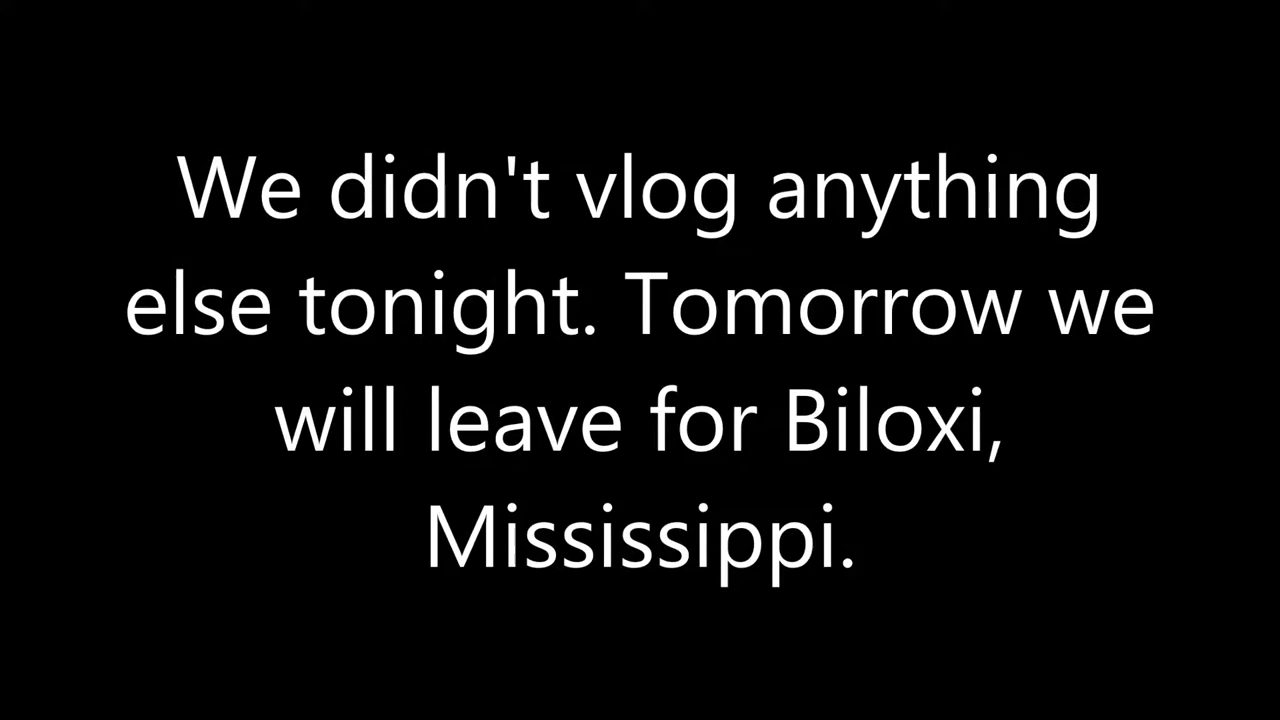 We didn't vlog anything
else tonight. Tomorrow we
will leave for Biloxi,
Mississippi.